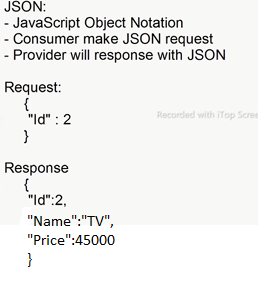 JSON:
- JavaScript Object Notation
- Consumer make JSON request
- Provider will response with JSON
Request:
{
"Id" : 2
Recorded with iTop Scree
}
Response
{
"Id":2,
"Name":"TV",
"Price":45000
}